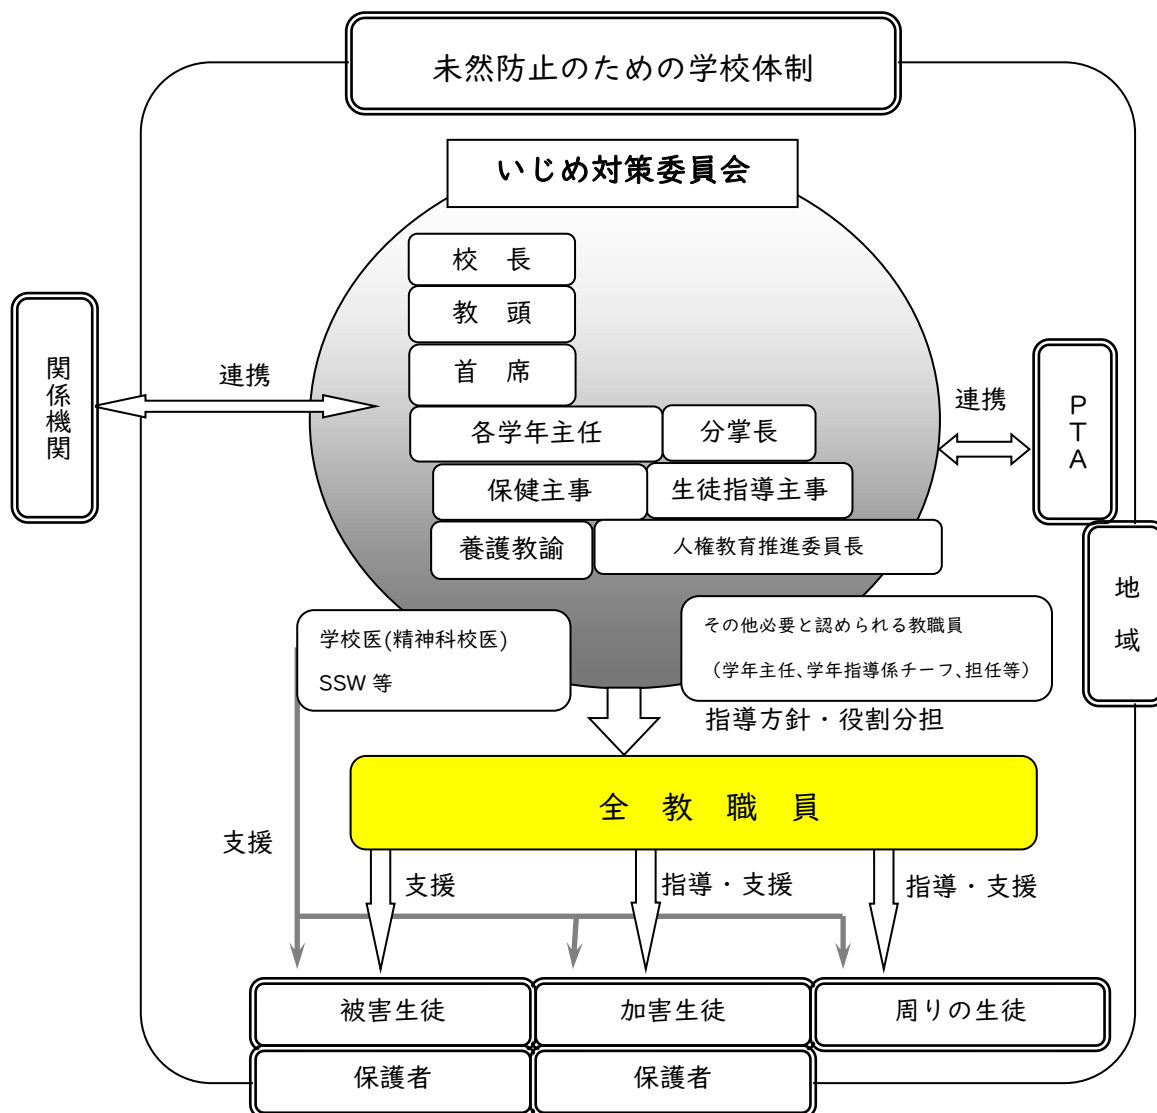 未然防止のための学校体制
いじめ対策委員会
校　長
教　頭
首　席
各学年主任
分掌長
保健主事
生徒指導主事
養護教諭
人権教育推進委員長
関係機関
連携
連携
PTA
地域
学校医(精神科校医)
SSW 等
その他必要と認められる教職員
（学年主任、学年指導係チーフ、担任等）
指導方針・役割分担
全　教　職　員
支援
支援
指導・支援
指導・支援
被害生徒
加害生徒
周りの生徒
保護者
保護者